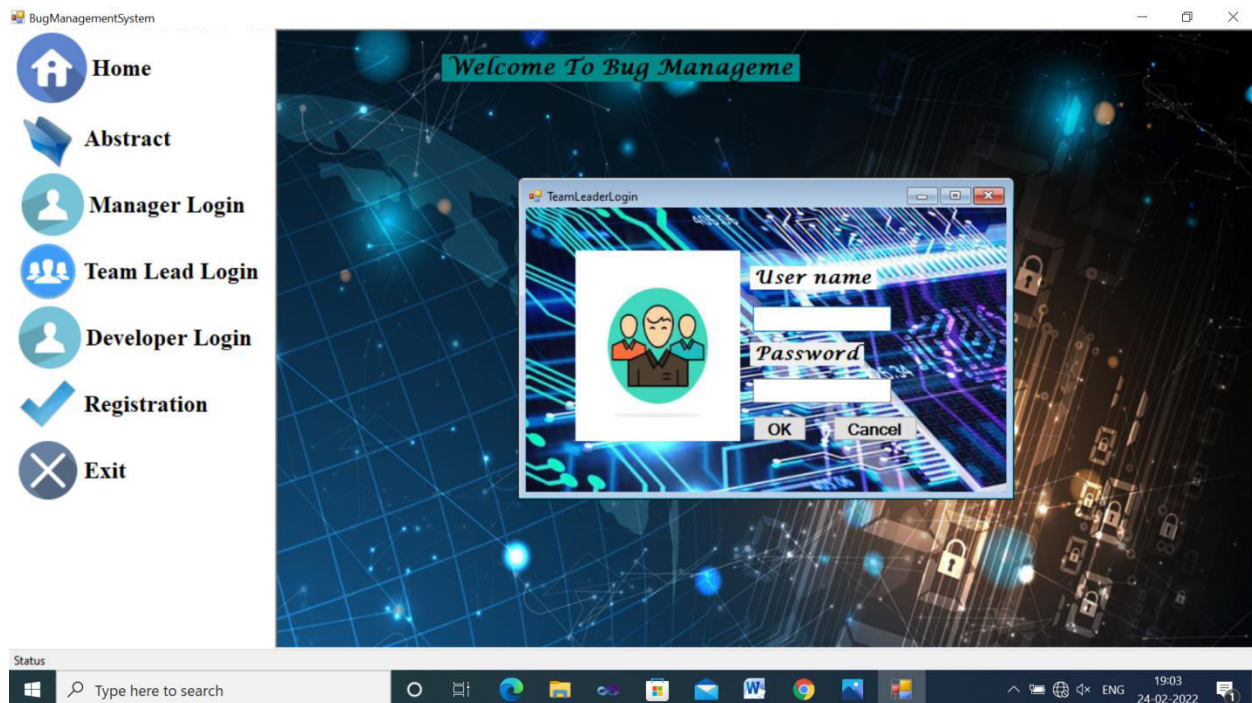 BugManagementSystem
Home
Abstract
Manager Login
Team Lead Login
Developer Login
Registration
Exit
Welcome To Bug Manageme
TeamLeaderLogin
User name
Password
OK
Cancel
Status
Type here to search
ENG
19:03
24-02-2022
1